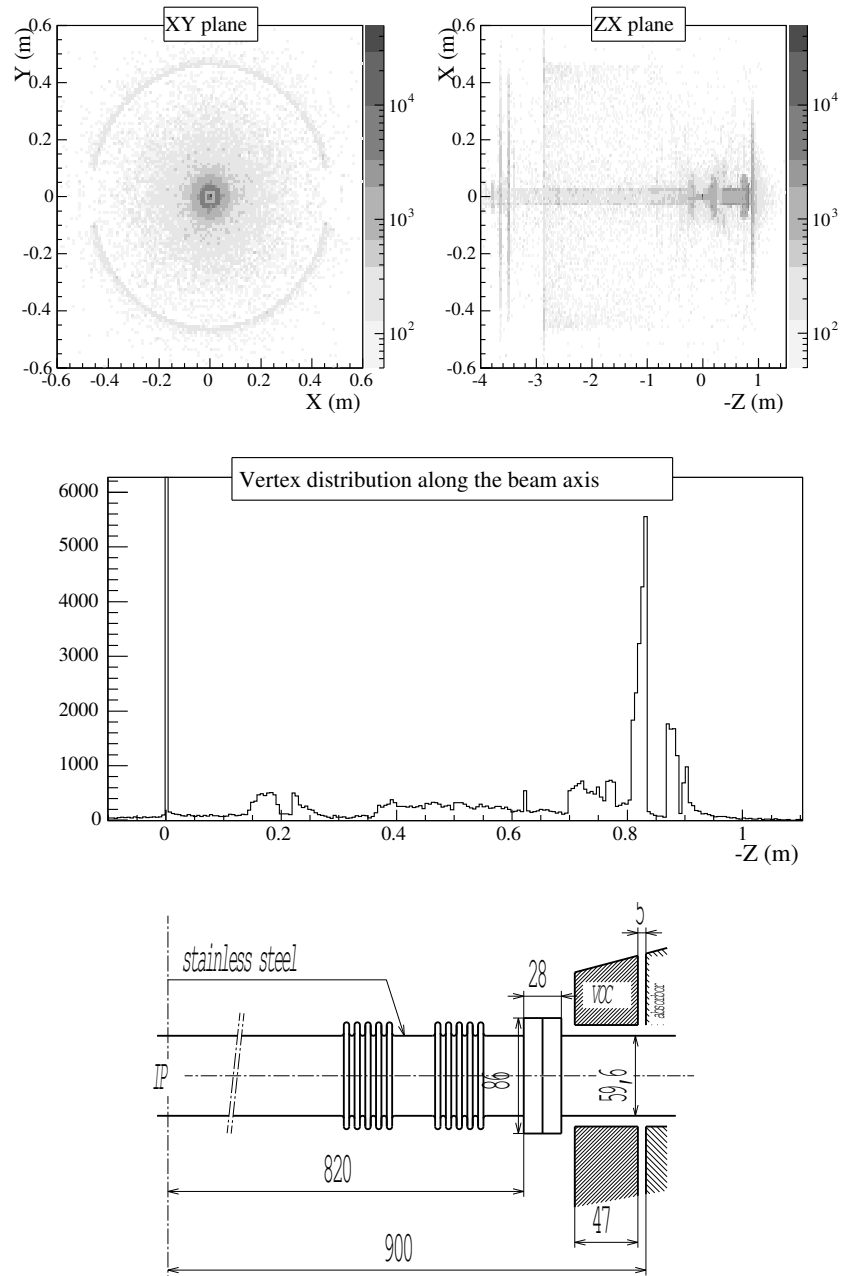 XY plane
ZX plane
Y (m)
0.6
0.4
0.2
0
-0.2
-0.4
-0.6
-0.6 -0.4 -0.2 0 0.2 0.4 0.6
X (m)
10^4
10^3
10^2
X (m)
0.6
0.4
0.2
0
-0.2
-0.4
-0.6
-4 -3 -2 -1 0 1
-Z (m)
10^4
10^3
10^2
Vertex distribution along the beam axis
6000
5000
4000
3000
2000
1000
0
0 0.2 0.4 0.6 0.8 1
-Z (m)
5
stainless steel
28
VOC
absorbor
IP
86
59,6
820
47
900